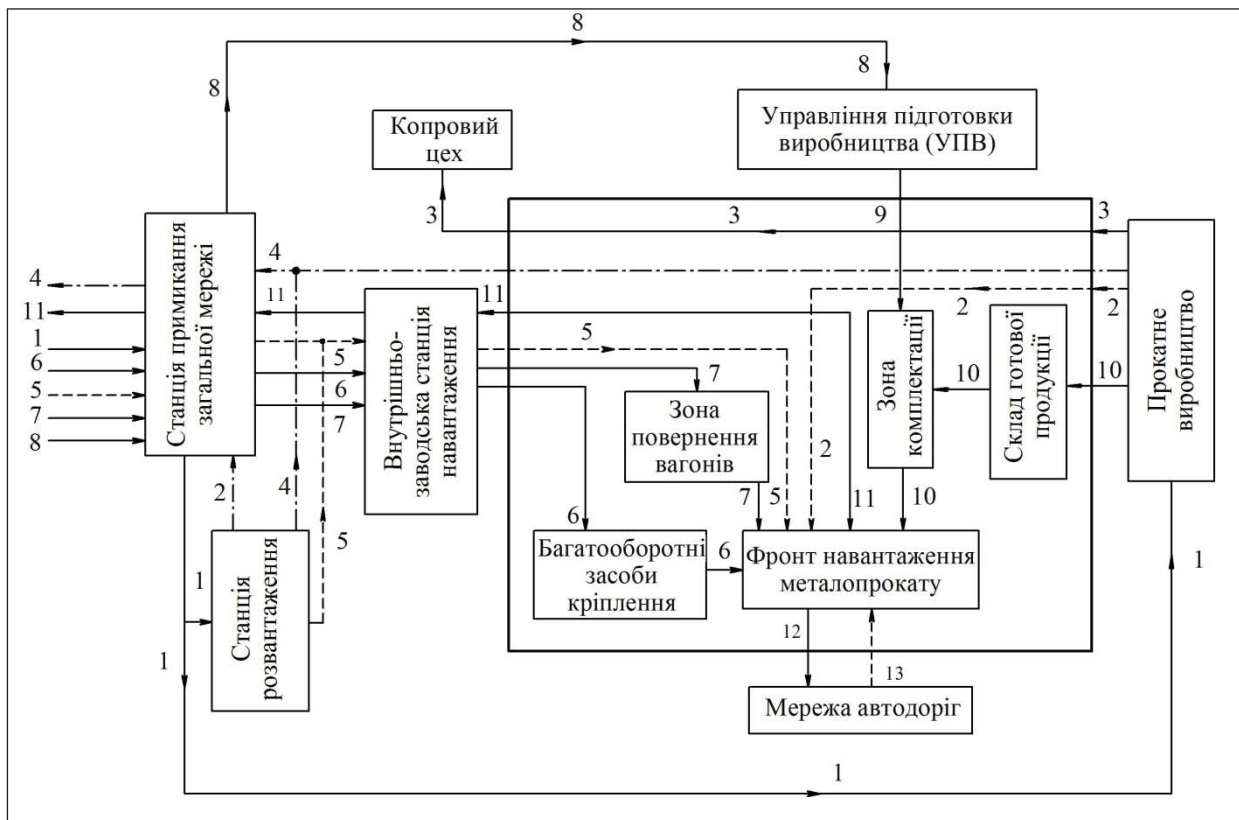 8
8
8
Управління підготовки
виробництва (УПВ)
Копровий
цех
3
3
9
3
Станція примикання
загальної мережі
4
4
11
1
6
5
7
8
4
11
5
6
7
Внутрішньо-
заводська станція
навантаження
11
5
7
Зона
повернення
вагонів
2
2
2
Зона
комплектації
10
Склад готової
продукції
10
Прокатне
виробництво
2
4
5
1
Станція
розвантаження
6
Багатооборотні
засоби
кріплення
6
7
5
11
10
Фронт навантаження
металопрокату
1
12
13
Мережа автодоріг
1
1